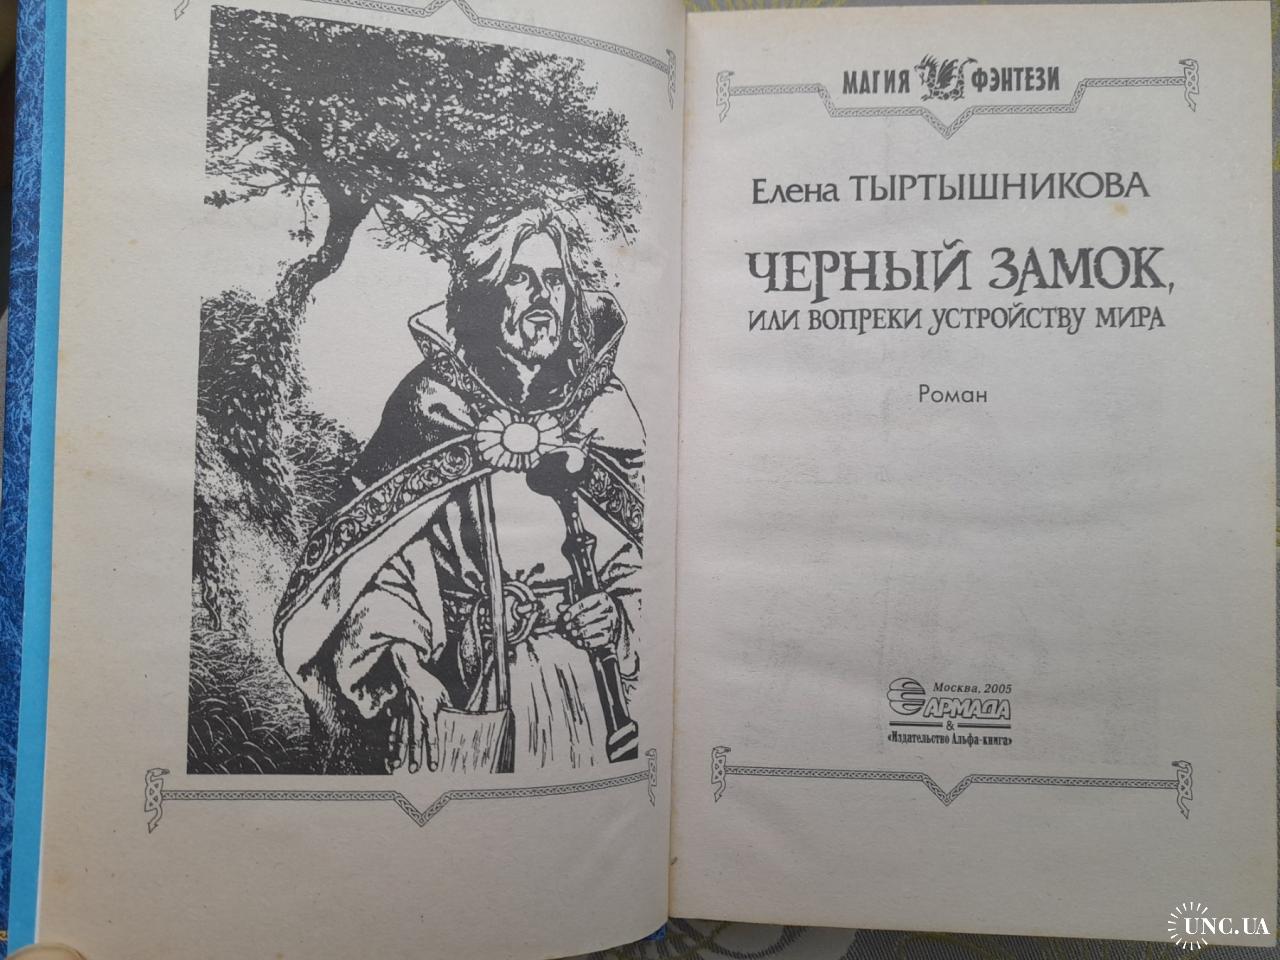 МАГИЯ ФЭНТЕЗИ
Елена ТЫРТЫШНИКОВА
ЧЕРНЫЙ ЗАМОК,
ИЛИ ВОПРЕКИ УСТРОЙСТВУ МИРА
Роман
Москва, 2005
АРМАДА
&
«Издательство Альфа-книга»
UNC.UA